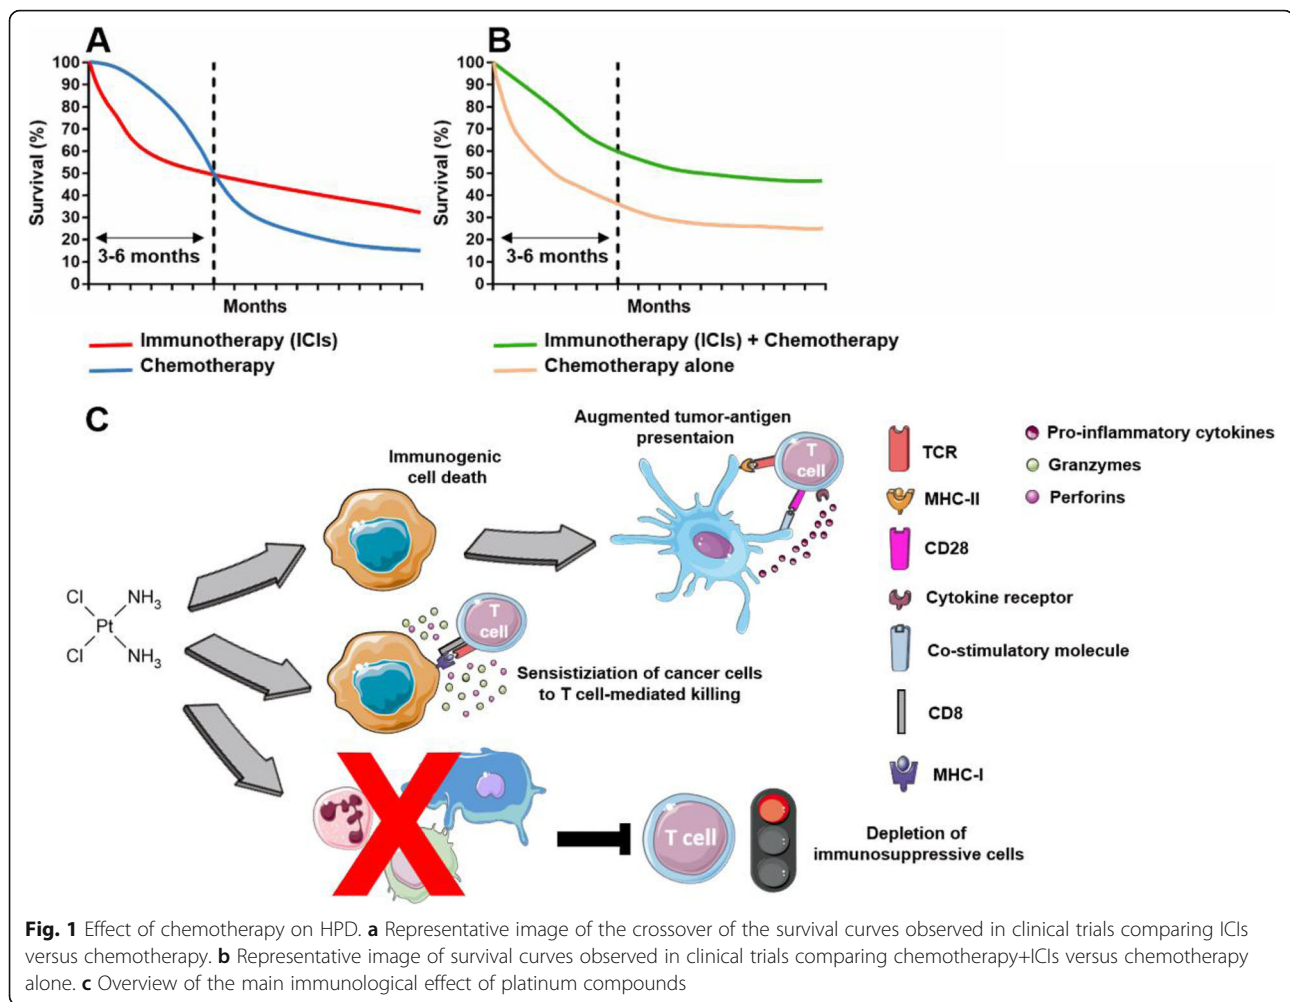 A
100
90
80
70
60
50
40
30
20
10
0
Survival (%)
3-6 months
Months
Immunotherapy (ICIs)
Chemotherapy
B
100
90
80
70
60
50
40
30
20
10
0
Survival (%)
3-6 months
Months
Immunotherapy (ICIs) + Chemotherapy
Chemotherapy alone
C
Cl
NH3
Pt
Cl
NH3
Immunogenic
cell death
Augmented tumor-antigen
presentaion
T
cell
T
cell
Sensistiziation of cancer cells
to T cell-mediated killing
X
T cell
Depletion of
immunosuppressive cells
TCR
MHC-II
CD28
Cytokine receptor
Co-stimulatory molecule
CD8
MHC-I
Pro-inflammatory cytokines
Granzymes
Perforins
Fig. 1 Effect of chemotherapy on HPD. a Representative image of the crossover of the survival curves observed in clinical trials comparing ICIs
versus chemotherapy. b Representative image of survival curves observed in clinical trials comparing chemotherapy+ICIs versus chemotherapy
alone. c Overview of the main immunological effect of platinum compounds